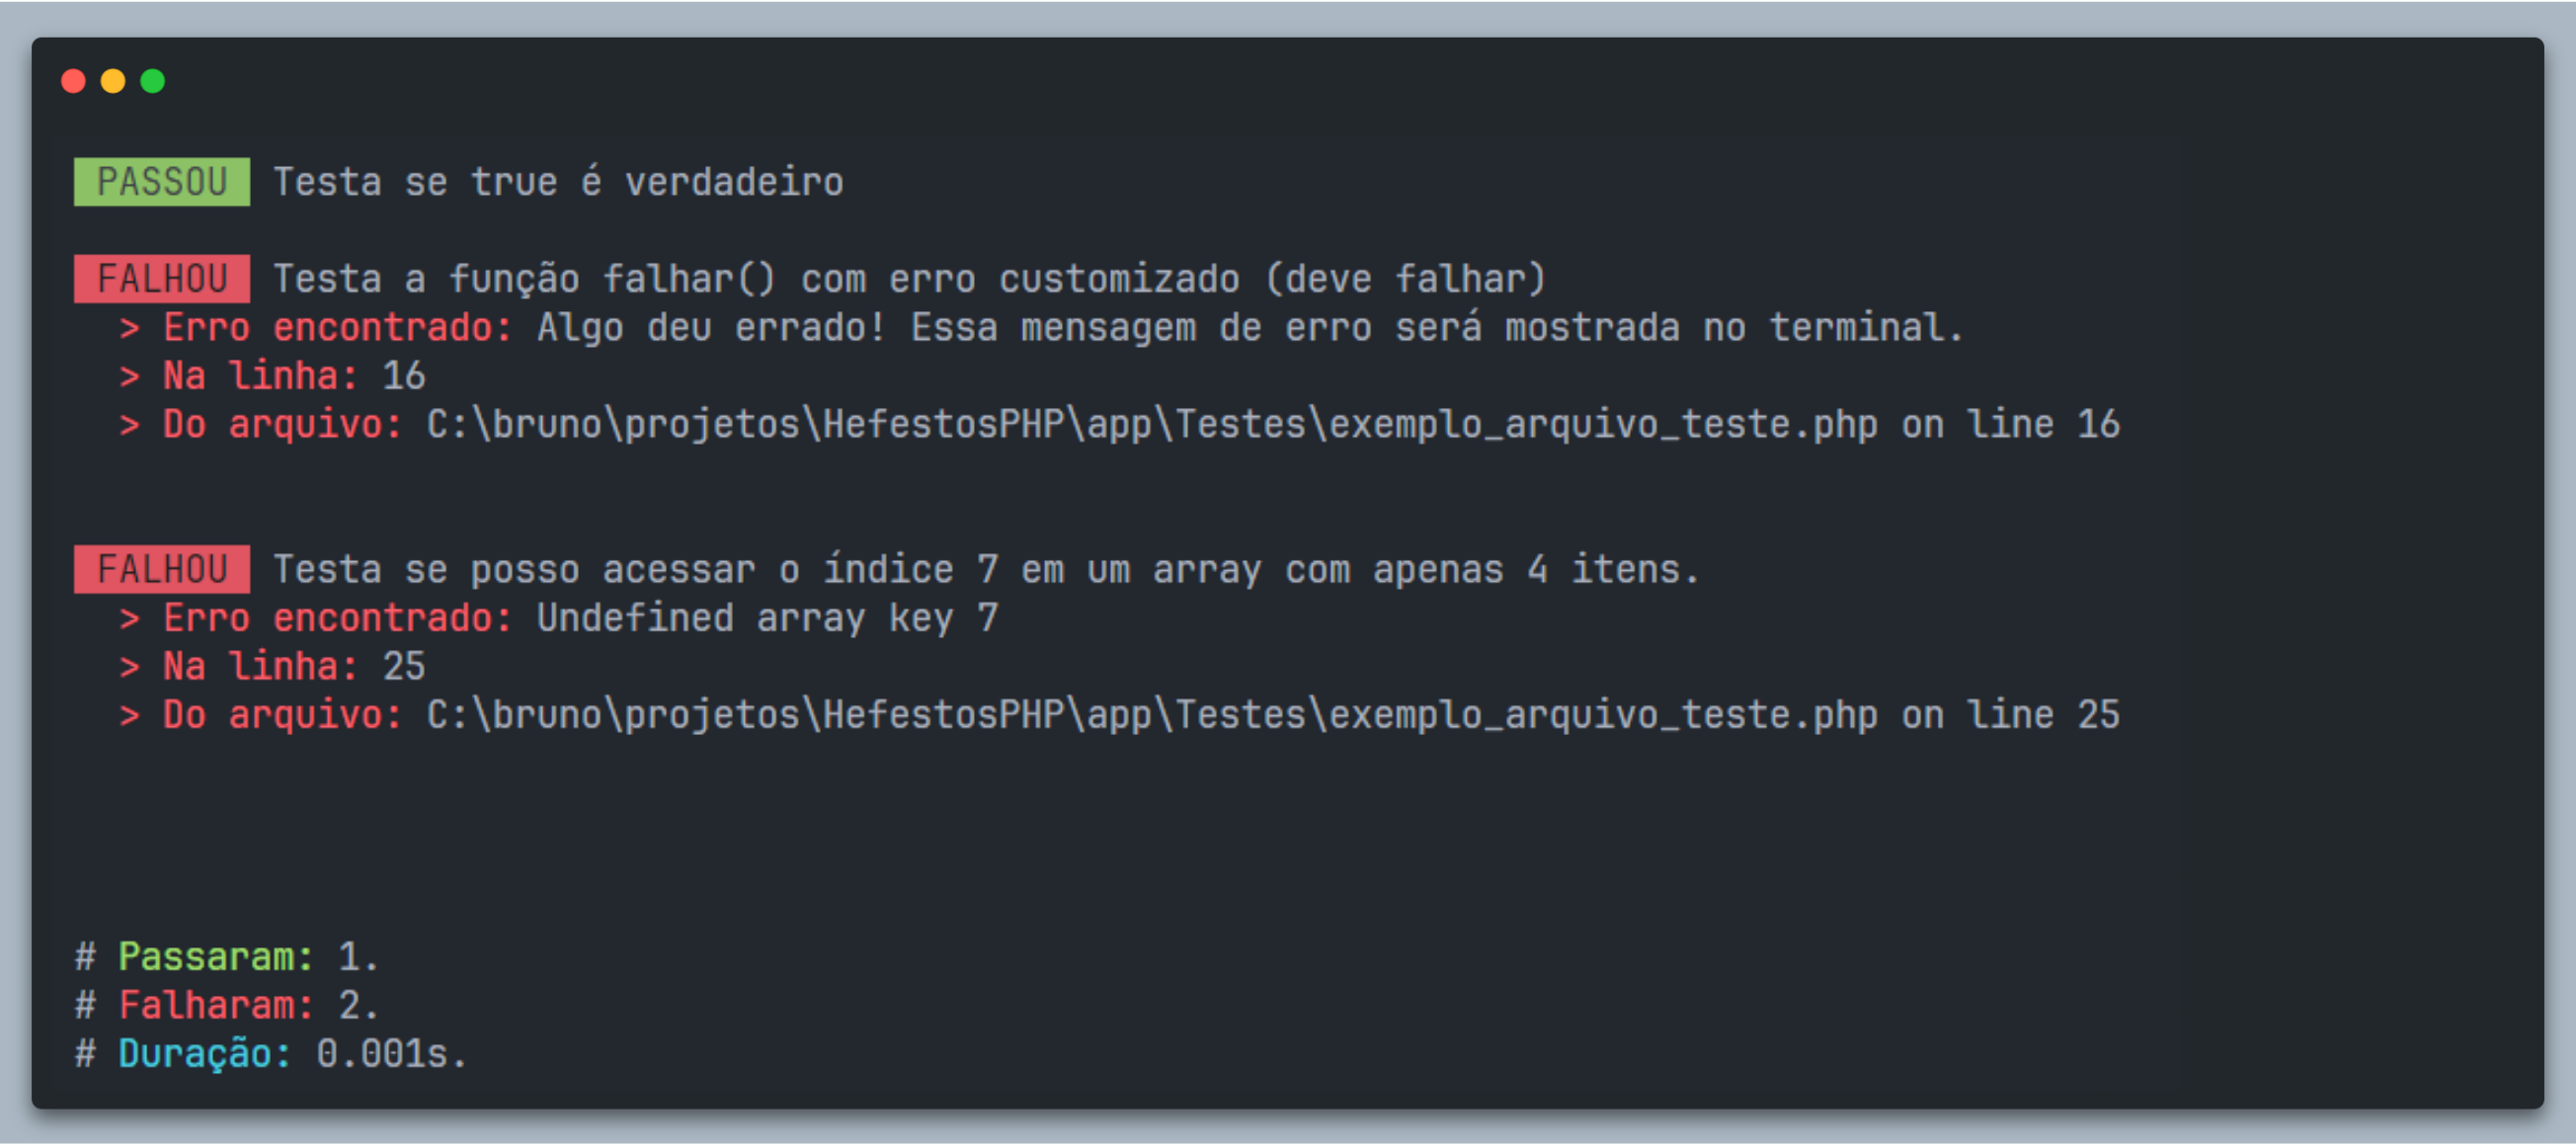 PASSOU Testa se true é verdadeiro
FALHOU Testa a função falhar() com erro customizado (deve falhar)
> Erro encontrado: Algo deu errado! Essa mensagem de erro será mostrada no terminal.
> Na linha: 16
> Do arquivo: C:\bruno\projetos\HefestosPHP\app\Testes\exemplo_arquivo_teste.php on line 16
FALHOU Testa se posso acessar o índice 7 em um array com apenas 4 itens.
> Erro encontrado: Undefined array key 7
> Na linha: 25
> Do arquivo: C:\bruno\projetos\HefestosPHP\app\Testes\exemplo_arquivo_teste.php on line 25
# Passaram: 1.
# Falharam: 2.
# Duração: 0.001s.